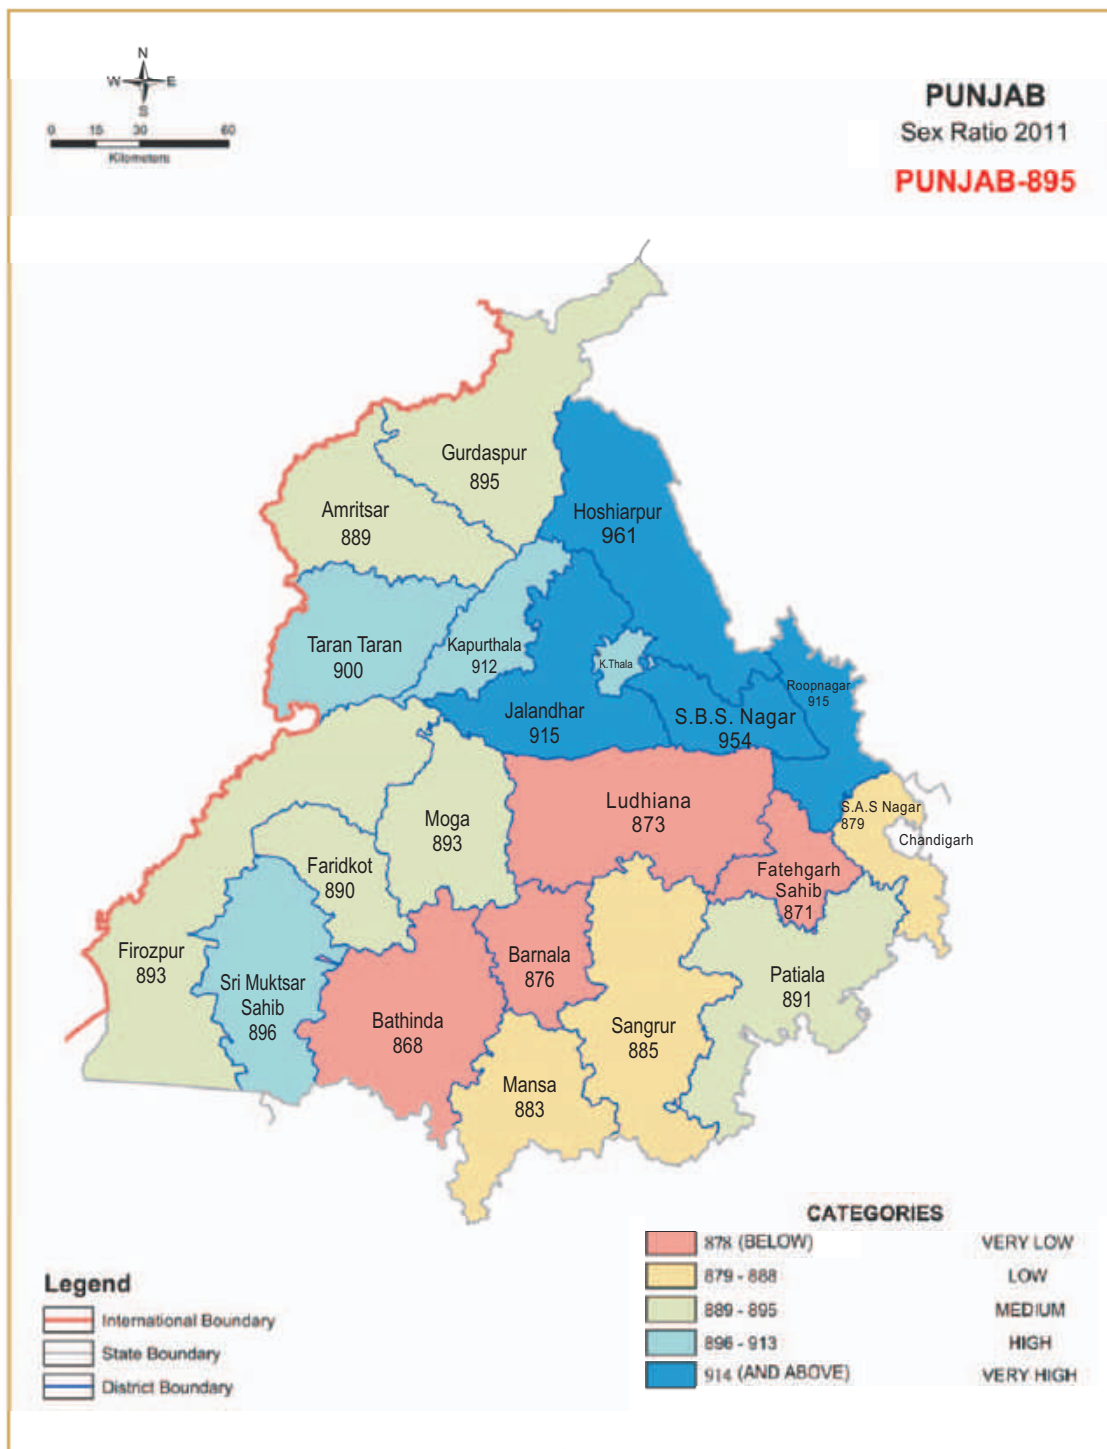 N
W E
S
0 15 30 60
Kilometers
PUNJAB
Sex Ratio 2011
PUNJAB-895
Gurdaspur
895
Amritsar
889
Hoshiarpur
961
Taran Taran
900
Kapurthala
912
K.Thala
Roopnagar
915
Jalandhar
915
S.B.S. Nagar
954
Ludhiana
873
S.A.S Nagar
879
Chandigarh
Moga
893
Faridkot
890
Fatehgarh
Sahib
871
Firozpur
893
Barnala
876
Patiala
891
Sri Muktsar
Sahib
896
Bathinda
868
Sangrur
885
Mansa
883
CATEGORIES
878 (BELOW) VERY LOW
879 - 888 LOW
889 - 895 MEDIUM
896 - 913 HIGH
914 (AND ABOVE) VERY HIGH
Legend
International Boundary
State Boundary
District Boundary